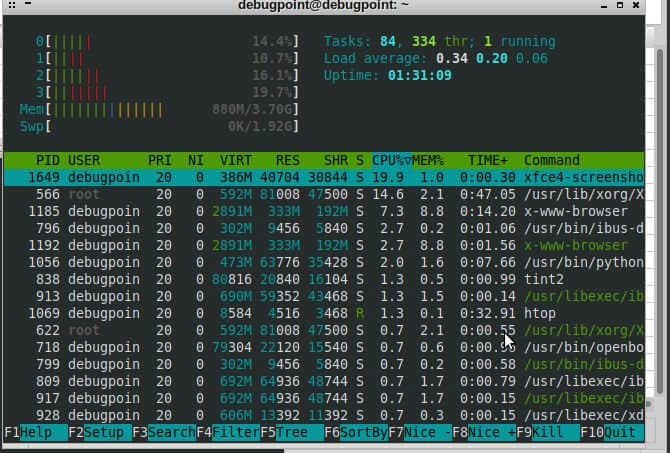 debugpoint@debugpoint: ~
0[||||| 14.4%] Tasks: 84, 334 thr; 1 running
1[|||| 10.7%] Load average: 0.34 0.20 0.06
2[|||||| 16.1%] Uptime: 01:31:09
3[||||||| 19.7%]
Mem[|||||||||||||| 880M/3.70G]
Swp[ 0K/1.92G]
PID USER PRI NI VIRT RES SHR S CPU%▽MEM% TIME+ Command
1649 debugpoin 20 0 386M 40704 30844 S 19.9 1.0 0:00.30 xfce4-screensho
566 root 20 0 592M 81008 47500 S 14.6 2.1 0:47.05 /usr/lib/xorg/X
1185 debugpoin 20 0 2891M 333M 192M S 7.3 8.8 0:14.20 x-www-browser
796 debugpoin 20 0 302M 9456 5840 S 2.7 0.2 0:01.06 /usr/bin/ibus-d
1192 debugpoin 20 0 2891M 333M 192M S 2.7 8.8 0:01.56 x-www-browser
1056 debugpoin 20 0 473M 63776 35428 S 2.0 1.6 0:07.66 /usr/bin/python
838 debugpoin 20 0 80816 20840 16104 S 1.3 0.5 0:00.99 tint2
913 debugpoin 20 0 690M 59352 43468 S 1.3 1.5 0:00.14 /usr/libexec/ib
1069 debugpoin 20 0 8584 4516 3468 R 1.3 0.1 0:32.91 htop
622 root 20 0 592M 81008 47500 S 0.7 2.1 0:00.55 /usr/lib/xorg/X
718 debugpoin 20 0 79304 22120 15540 S 0.7 0.6 /usr/bin/openbo
799 debugpoin 20 0 302M 9456 5840 S 0.7 0.2 0:00.58 /usr/bin/ibus-d
809 debugpoin 20 0 692M 64936 48744 S 0.7 1.7 0:00.79 /usr/libexec/ib
917 debugpoin 20 0 692M 64936 48744 S 0.7 1.7 0:00.15 /usr/libexec/ib
928 debugpoin 20 0 606M 13392 11392 S 0.7 0.3 0:00.15 /usr/libexec/xd
F1Help F2Setup F3SearchF4FilterF5Tree F6SortByF7Nice -F8Nice +F9Kill F10Quit